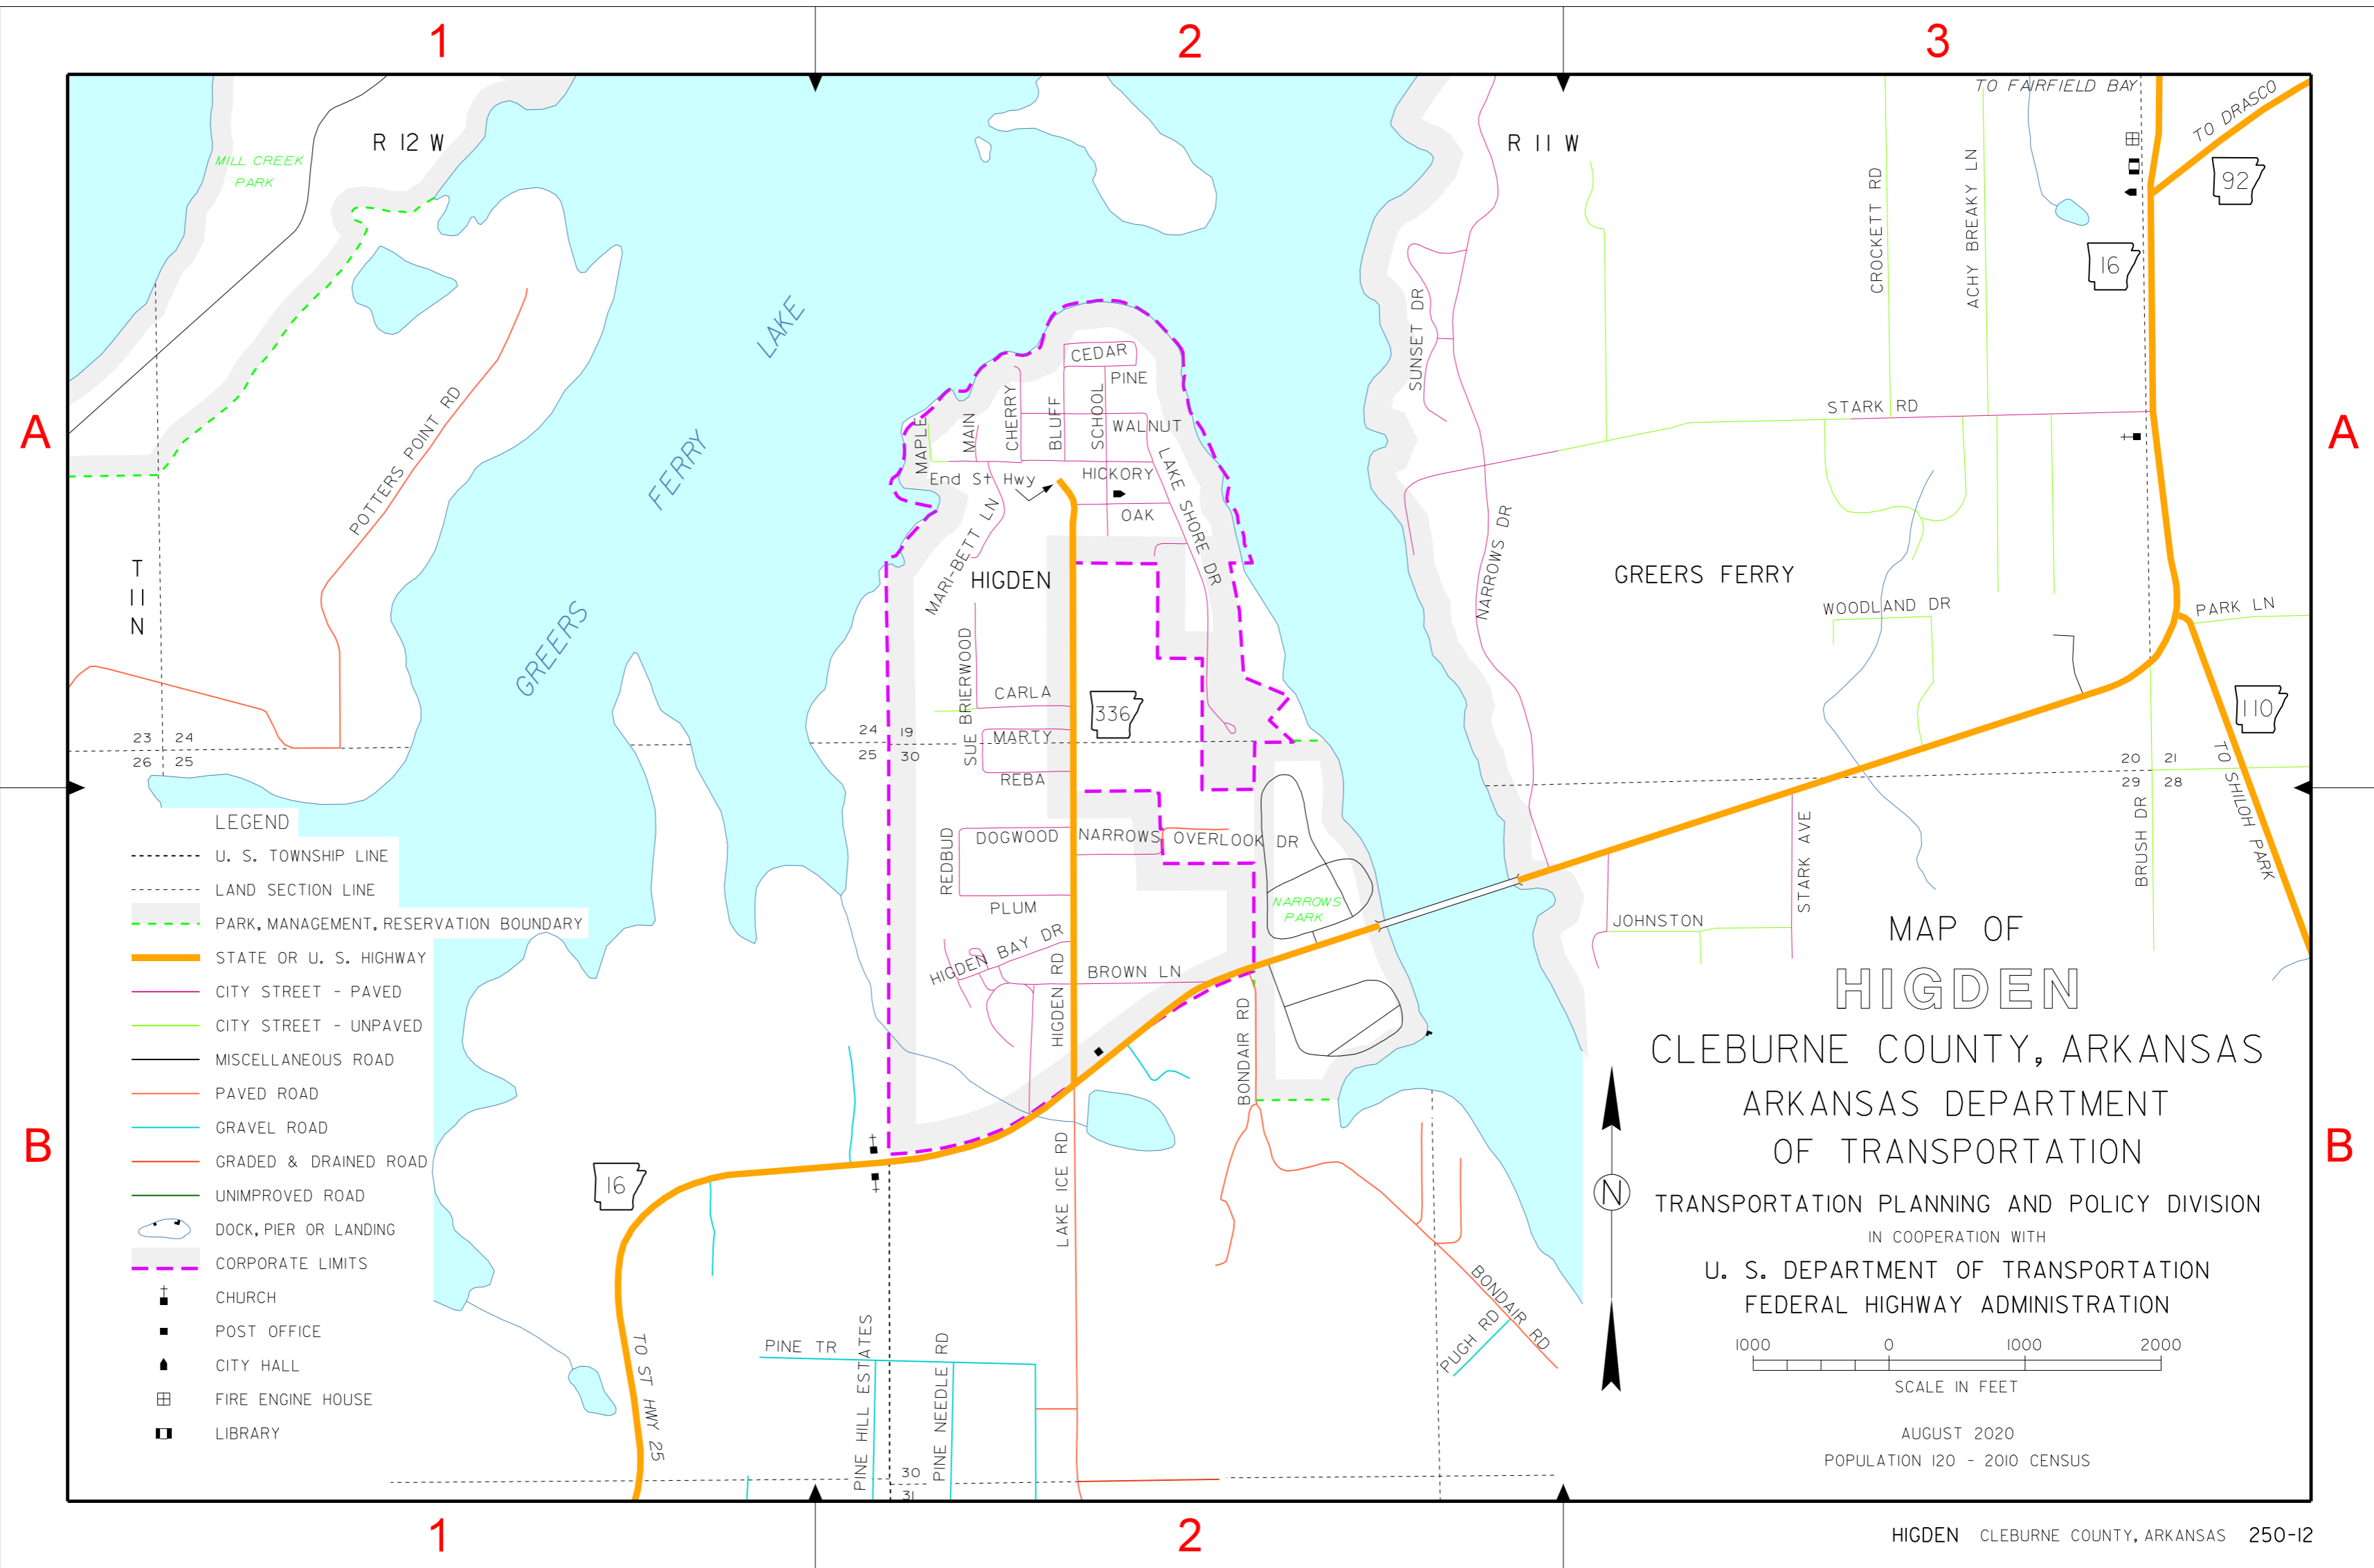 1
2
3
TO FAIRFIELD BAY
TO DRASCO
R 12 W
R 11 W
MILL CREEK
PARK
92
16
CROCKETT RD
ACHY BREAKY LN
SUNSET DR
LAKE
FERRY
GREERS
POTTERS POINT RD
CEDAR
PINE
CHERRY
BLUFF
SCHOOL
MAIN
MAPLE
WALNUT
STARK RD
A
A
End St Hwy
HICKORY
OAK
LAKE SHORE DR
MARI-BETT LN
NARROWS DR
T
11
N
HIGDEN
GREERS FERRY
WOODLAND DR
PARK LN
SUE BRIERWOOD
CARLA
336
110
MARTY
REBA
23 24
26 25
24 19
25 30
20 21
29 28
TO SHILOH PARK
BRUSH DR
STARK AVE
REDBUD
DOGWOOD
NARROWS OVERLOOK DR
PLUM
NARROWS
PARK
JOHNSTON
HIGDEN BAY DR
HIGDEN RD
BROWN LN
BONDAIR RD
LEGEND
U. S. TOWNSHIP LINE
LAND SECTION LINE
PARK, MANAGEMENT, RESERVATION BOUNDARY
STATE OR U. S. HIGHWAY
CITY STREET - PAVED
CITY STREET - UNPAVED
MISCELLANEOUS ROAD
PAVED ROAD
GRAVEL ROAD
GRADED & DRAINED ROAD
UNIMPROVED ROAD
DOCK, PIER OR LANDING
CORPORATE LIMITS
CHURCH
POST OFFICE
CITY HALL
FIRE ENGINE HOUSE
LIBRARY
B
B
16
LAKE ICE RD
TO ST HWY 25
PINE TR
PINE HILL ESTATES
PINE NEEDLE RD
BONDAIR RD
PUGH RD
30
31
MAP OF
HIGDEN
CLEBURNE COUNTY, ARKANSAS
ARKANSAS DEPARTMENT
OF TRANSPORTATION
N
TRANSPORTATION PLANNING AND POLICY DIVISION
IN COOPERATION WITH
U. S. DEPARTMENT OF TRANSPORTATION
FEDERAL HIGHWAY ADMINISTRATION
1000 0 1000 2000
SCALE IN FEET
AUGUST 2020
POPULATION 120 - 2010 CENSUS
1
2
HIGDEN CLEBURNE COUNTY, ARKANSAS 250-12